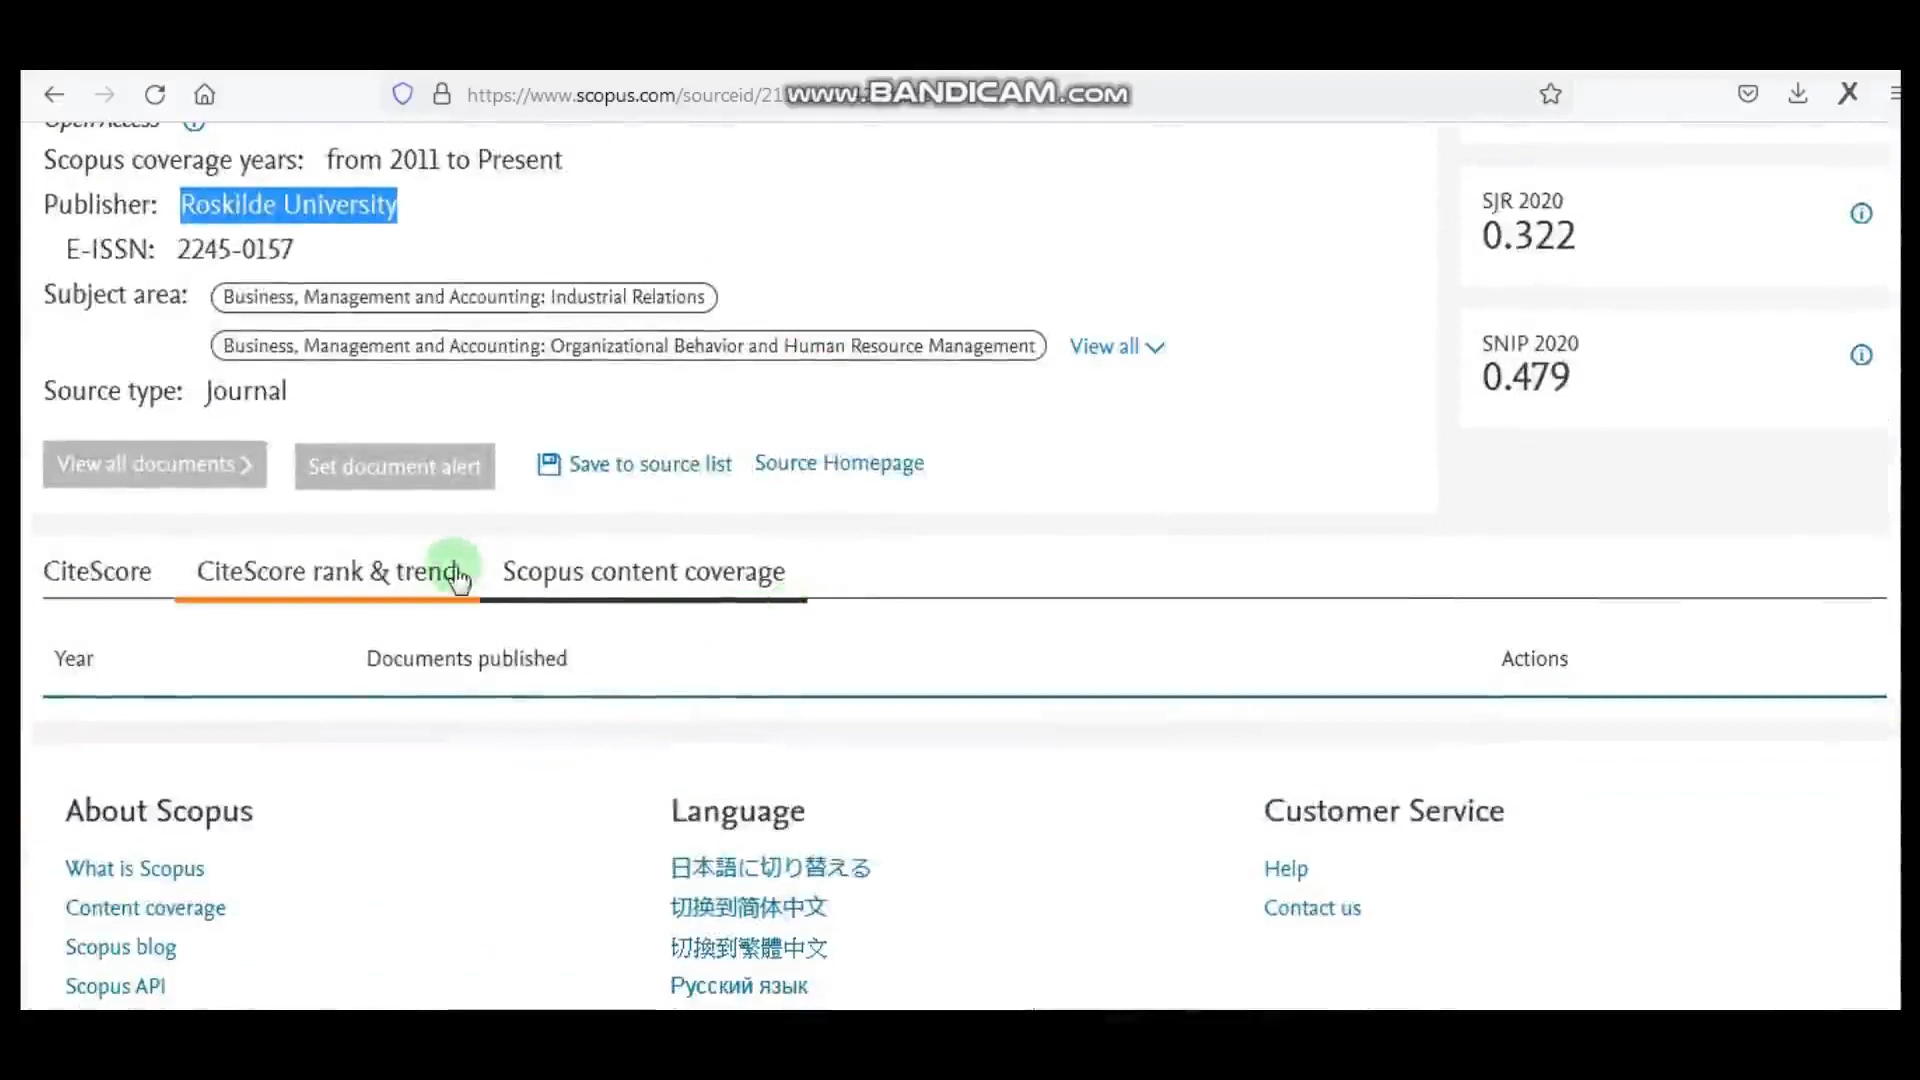 https://www.scopus.com/sourceid/21
www.BANDICAM.com
Open Access
Scopus coverage years: from 2011 to Present
Publisher: Roskilde University
E-ISSN: 2245-0157
Subject area: Business, Management and Accounting: Industrial Relations
Business, Management and Accounting: Organizational Behavior and Human Resource Management View all
Source type: Journal
SJR 2020
0.322
SNIP 2020
0.479
View all documents Set document alert Save to source list Source Homepage
CiteScore CiteScore rank & trend Scopus content coverage
Year Documents published Actions
About Scopus Language Customer Service
What is Scopus 日本語に切り替える Help
Content coverage 切换到简体中文 Contact us
Scopus blog 切換到繁體中文
Scopus API Русский язык